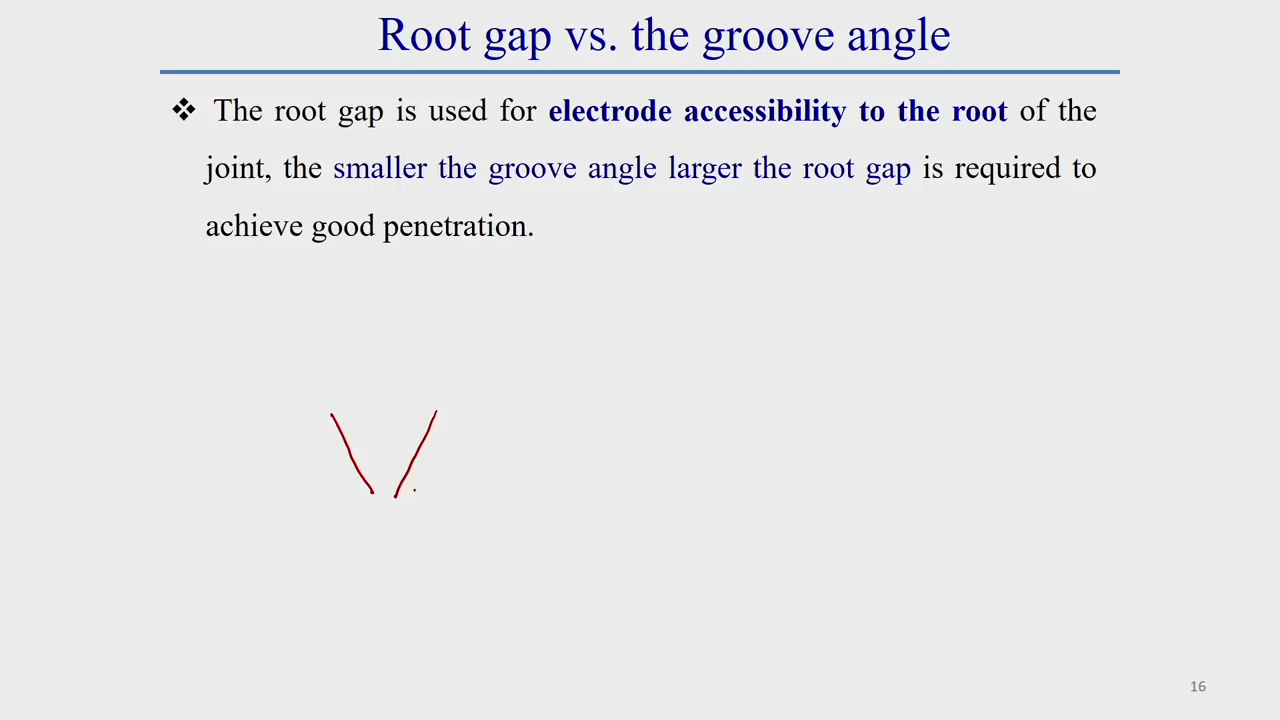 Root gap vs. the groove angle
❖ The root gap is used for electrode accessibility to the root of the
joint, the smaller the groove angle larger the root gap is required to
achieve good penetration.
16